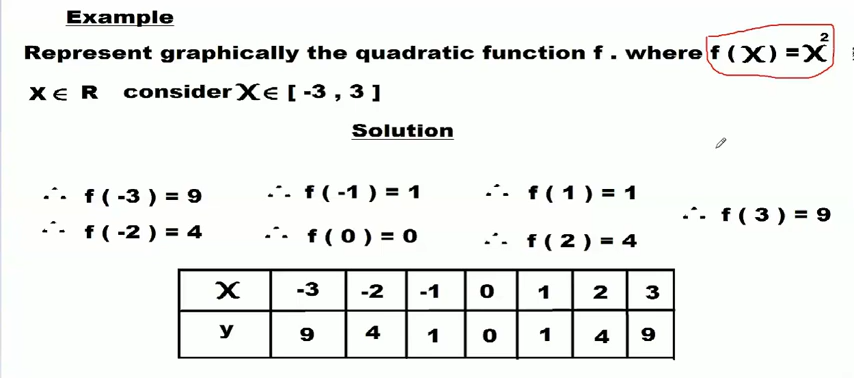 Example
Represent graphically the quadratic function f . where f ( X ) = X²
X ∈ R consider X ∈ [ -3 , 3 ]
Solution
∴ f ( -3 ) = 9 ∴ f ( -1 ) = 1 ∴ f ( 1 ) = 1 ∴ f ( 3 ) = 9
∴ f ( -2 ) = 4 ∴ f ( 0 ) = 0 ∴ f ( 2 ) = 4
X -3 -2 -1 0 1 2 3
y 9 4 1 0 1 4 9